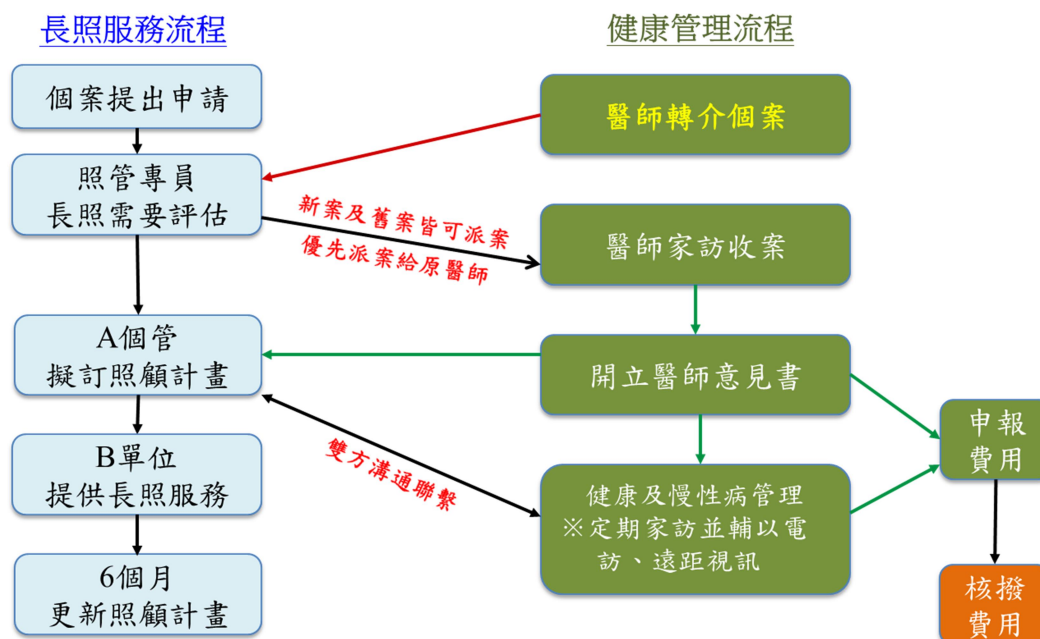 長照服務流程
健康管理流程
個案提出申請
醫師轉介個案
照管專員
長照需要評估
新案及舊案皆可派案
優先派案給原醫師
醫師家訪收案
A個管
擬訂照顧計畫
開立醫師意見書
申報
費用
B單位
提供長照服務
雙方溝通聯繫
健康及慢性病管理
※定期家訪並輔以電
訪、遠距視訊
6個月
更新照顧計畫
核撥
費用